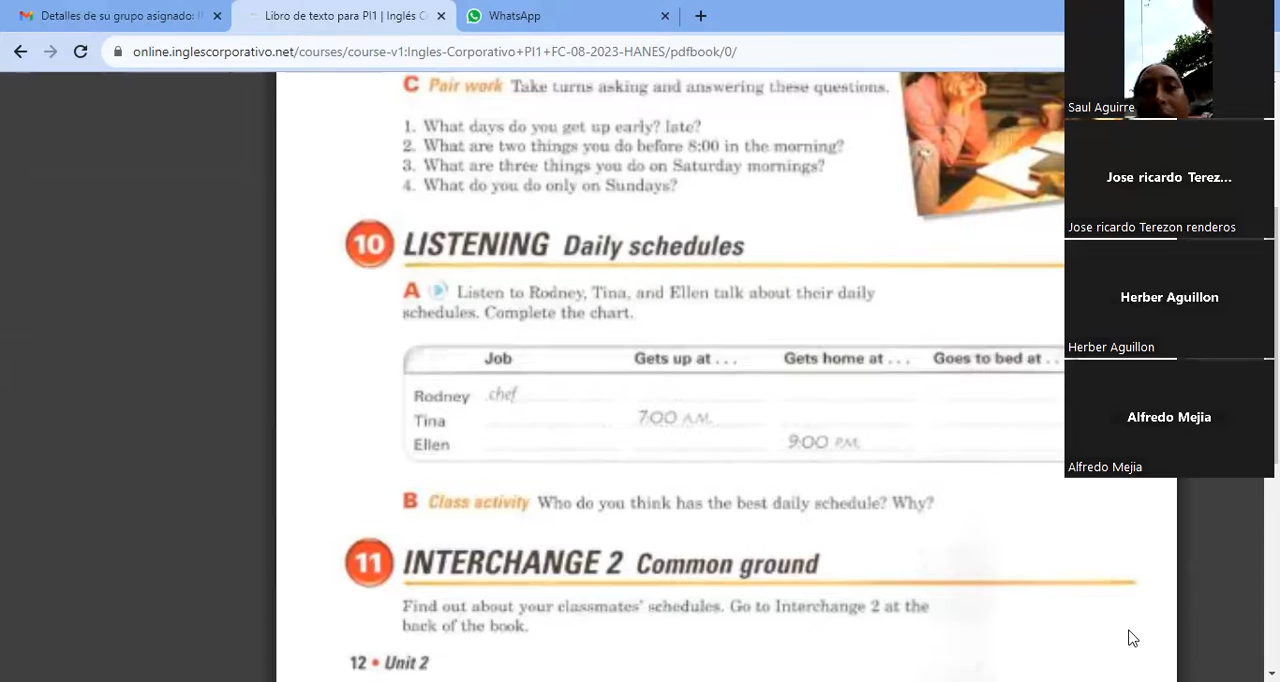 Detalles de su grupo asignado: I
Libro de texto para PI1 | Inglés C
WhatsApp
online.inglescorporativo.net/courses/course-v1:Ingles-Corporativo+PI1+FC-08-2023-HANES/pdfbook/0/
C Pair work Take turns asking and answering these questions.
1. What days do you get up early? late?
2. What are two things you do before 8:00 in the morning?
3. What are three things you do on Saturday mornings?
4. What do you do only on Sundays?
10 LISTENING Daily schedules
A Listen to Rodney, Tina, and Ellen talk about their daily
schedules. Complete the chart.
Job Gets up at . . . Gets home at . . . Goes to bed at . .
Rodney chef
Tina 7:00 A.M.
Ellen 9:00 P.M.
B Class activity Who do you think has the best daily schedule? Why?
11 INTERCHANGE 2 Common ground
Find out about your classmates' schedules. Go to Interchange 2 at the
back of the book.
12 • Unit 2
Saul Aguirre
Jose ricardo Terez...
Jose ricardo Terezon renderos
Herber Aguillon
Herber Aguillon
Alfredo Mejia
Alfredo Mejia